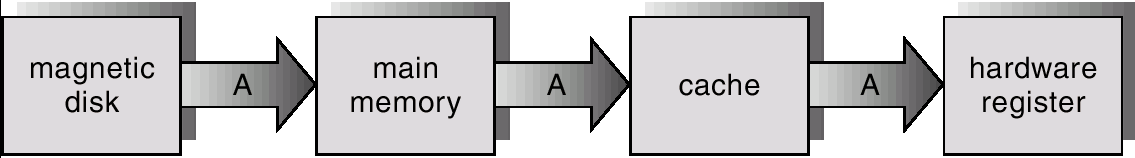 magnetic
disk
A
main
memory
A
cache
A
hardware
register